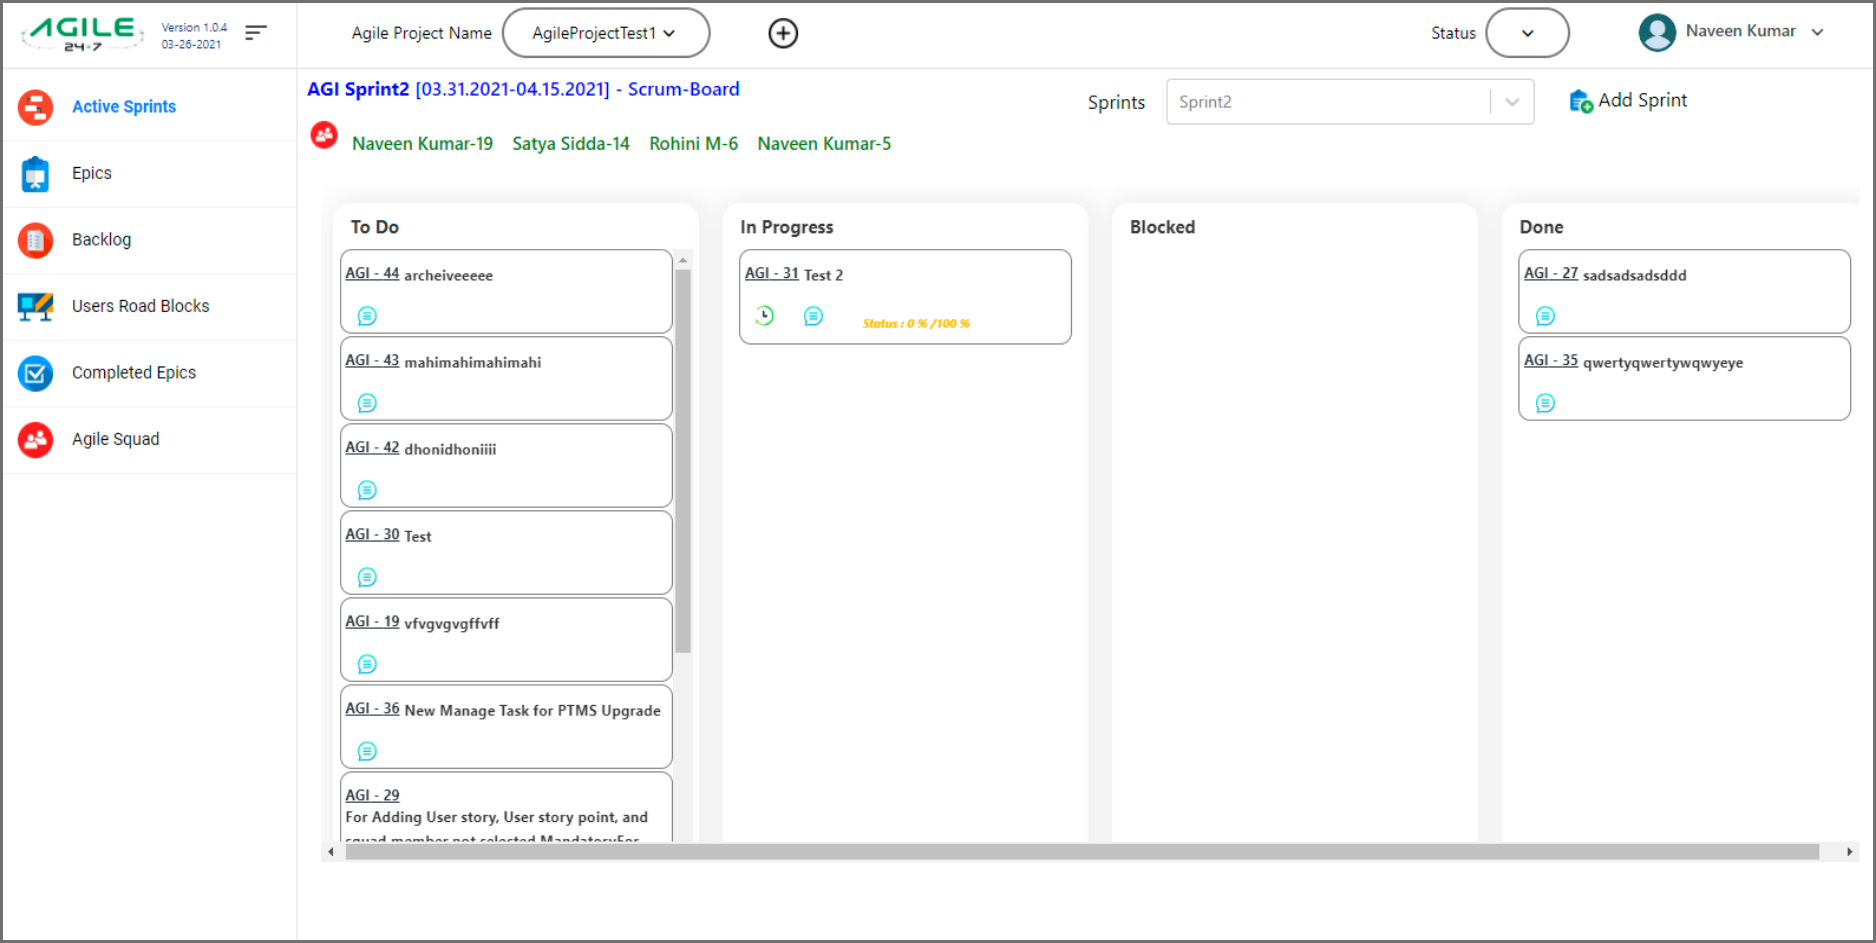 AGILE
24-7
Version 1.0.4
03-26-2021
Agile Project Name AgileProjectTest1
Status
Naveen Kumar
Active Sprints
Epics
Backlog
Users Road Blocks
Completed Epics
Agile Squad
AGI Sprint2 [03.31.2021-04.15.2021] - Scrum-Board
Sprints Sprint2
Add Sprint
Naveen Kumar-19 Satya Sidda-14 Rohini M-6 Naveen Kumar-5
To Do
AGI - 44 archeiveeeee
AGI - 43 mahimahimahimahi
AGI - 42 dhonidhoniiii
AGI - 30 Test
AGI - 19 vfvgvgvgffvff
AGI - 36 New Manage Task for PTMS Upgrade
AGI - 29
For Adding User story, User story point, and
squad member not selected MandatoryFor
In Progress
AGI - 31 Test 2
Status : 0 % /100 %
Blocked
Done
AGI - 27 sadsadsadsddd
AGI - 35 qwertyqwertywqwyeye